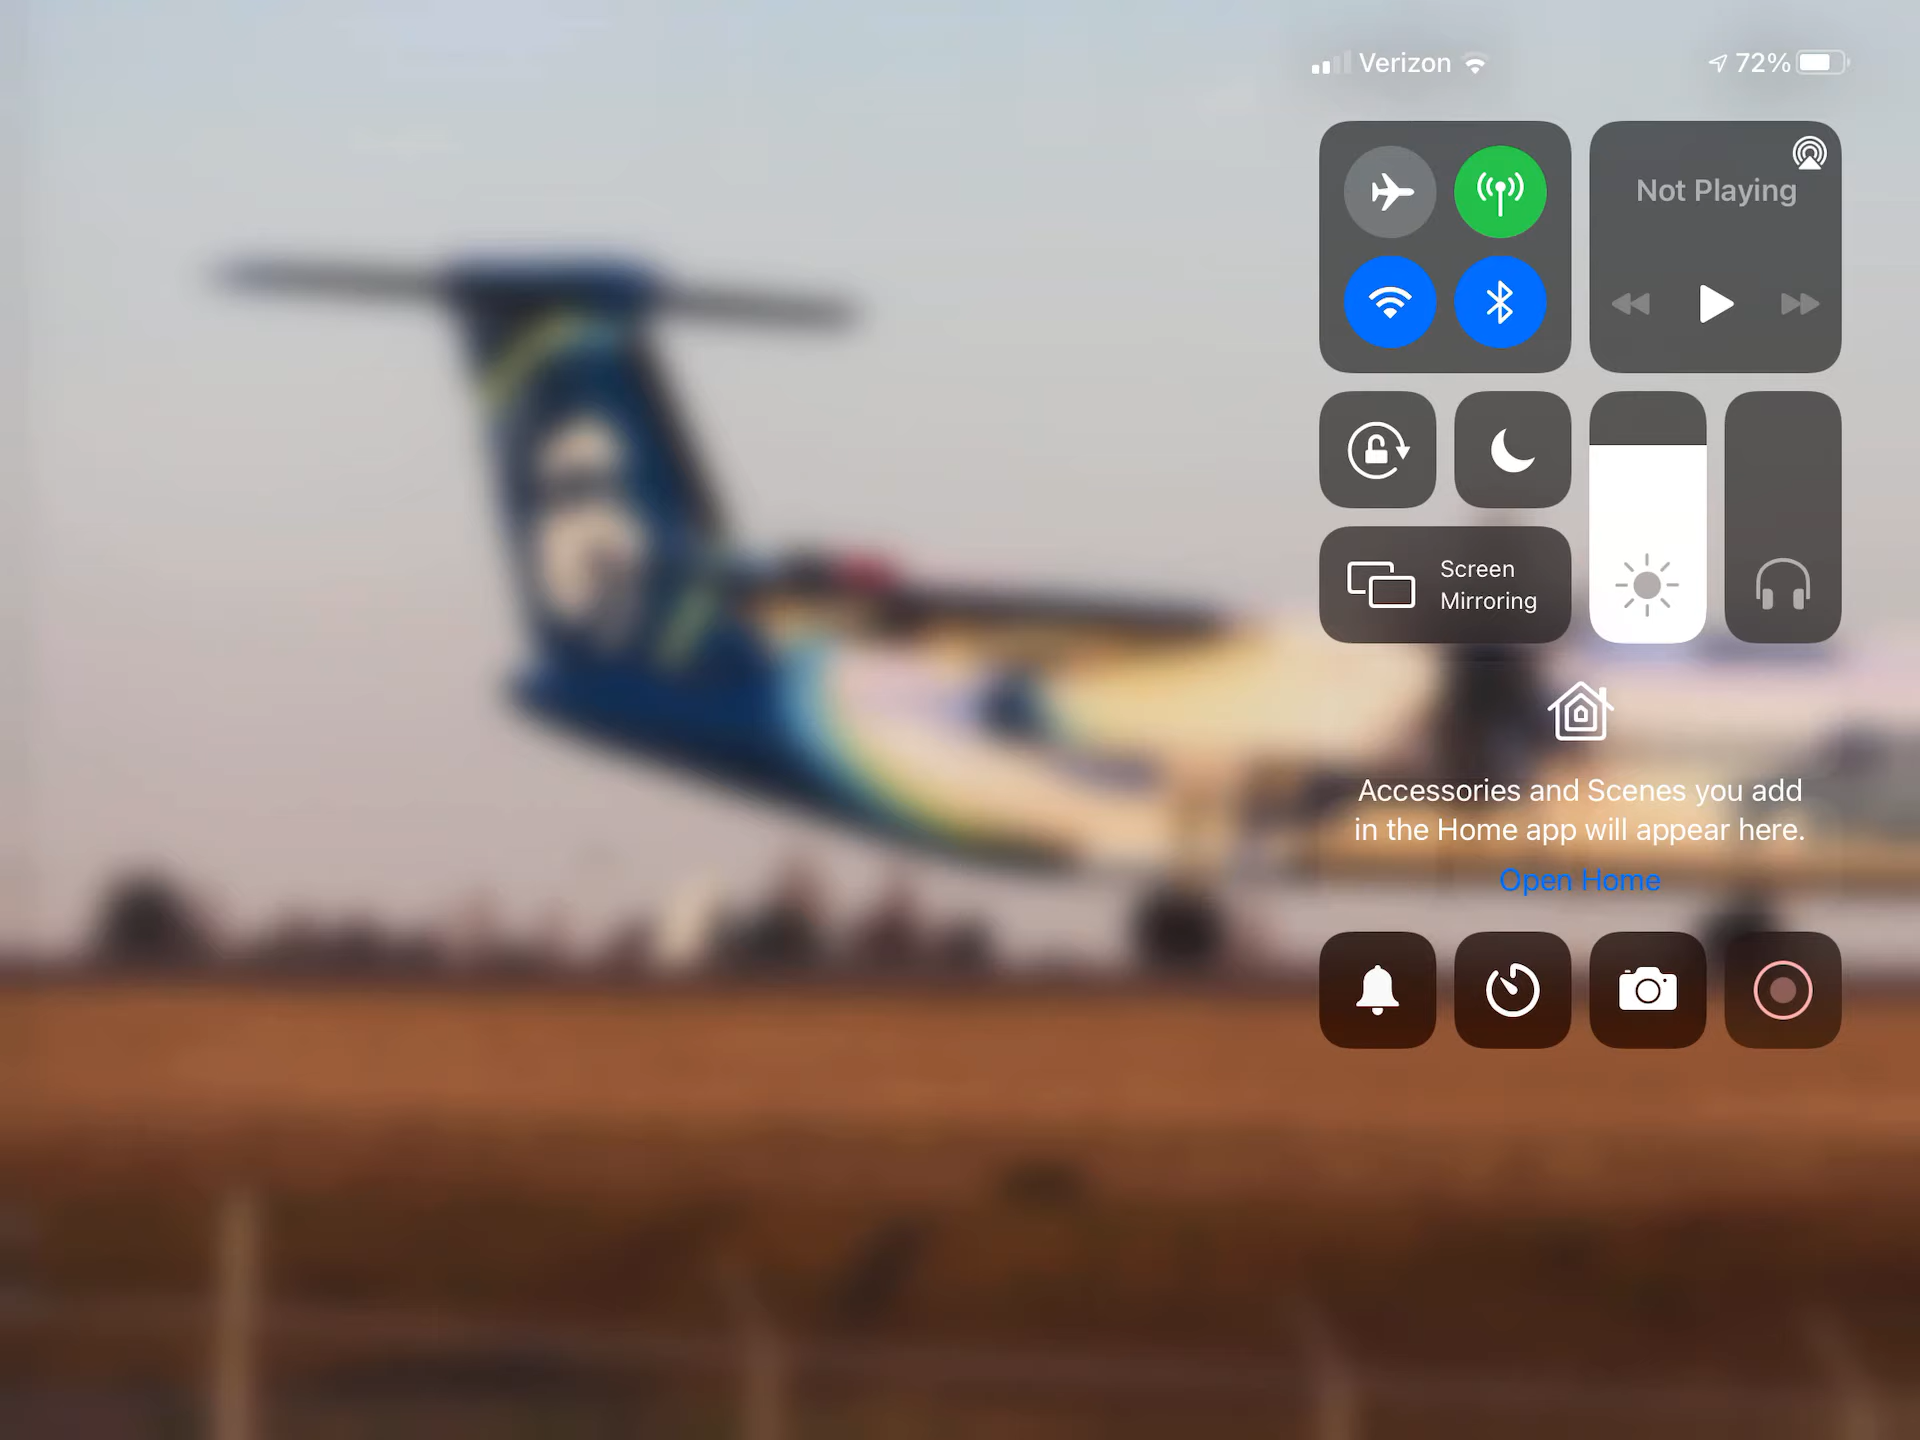 Verizon
72%
Not Playing
Screen
Mirroring
Accessories and Scenes you add
in the Home app will appear here.
Open Home